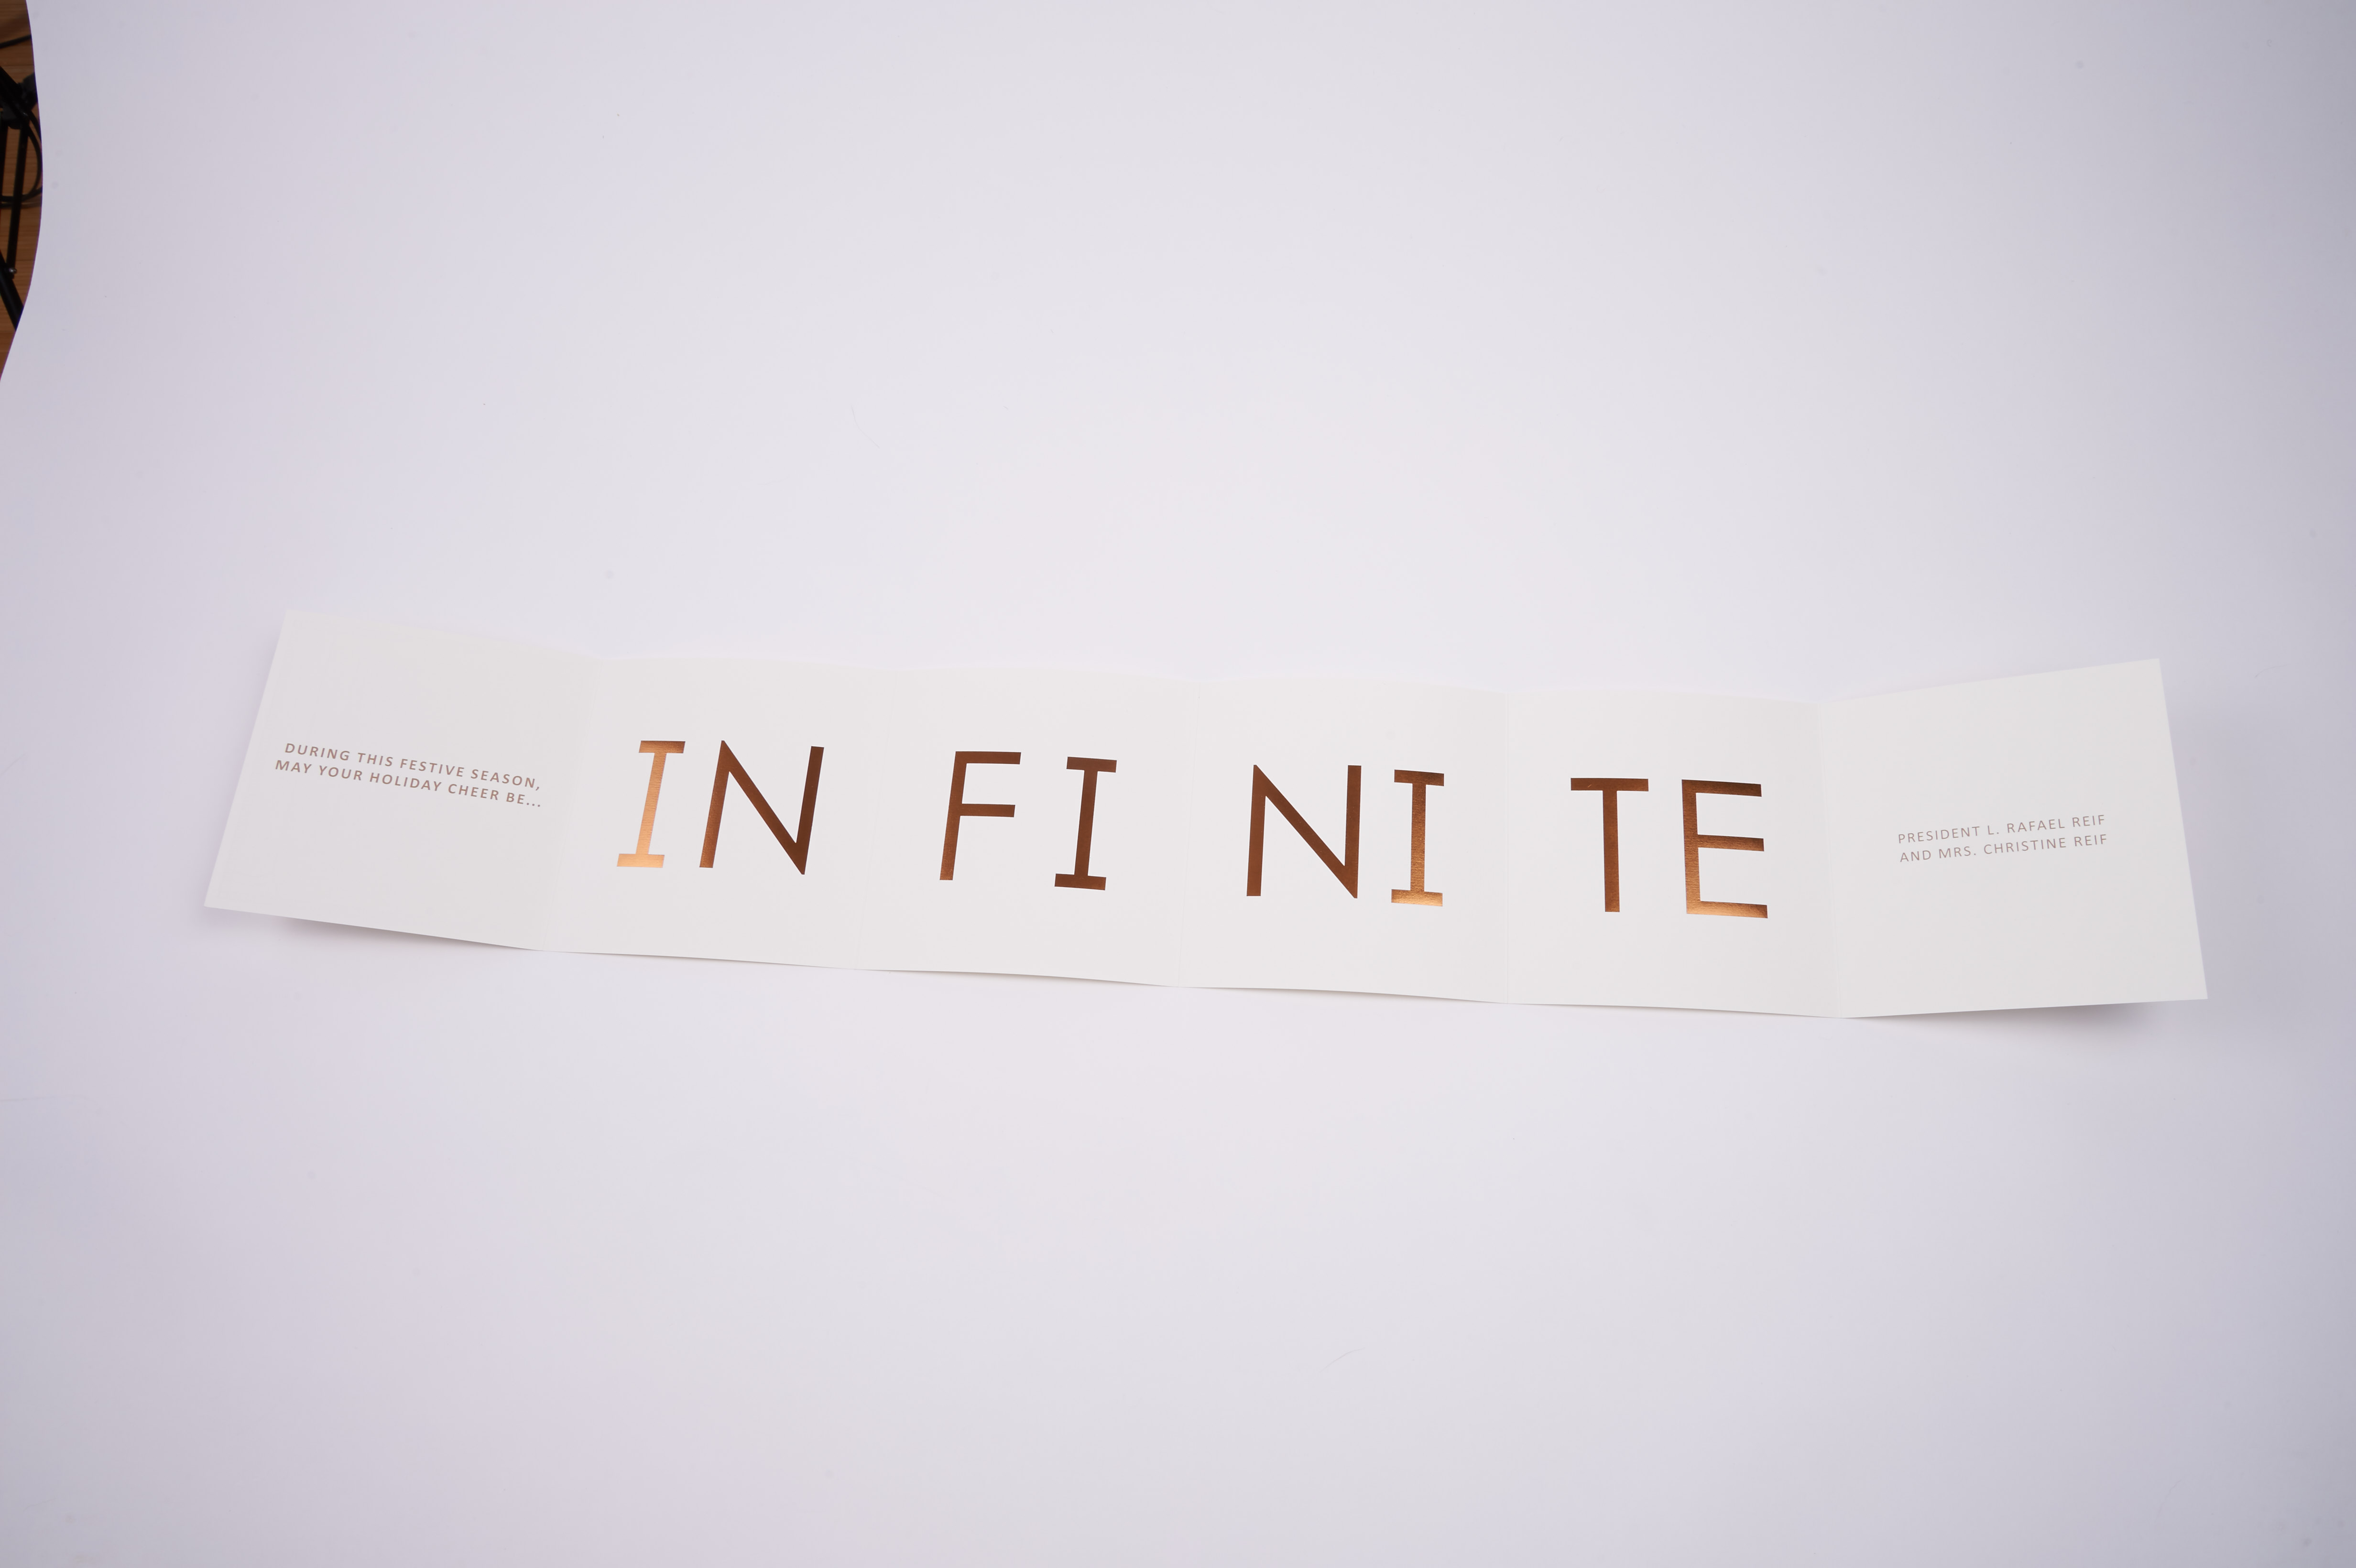 DURING THIS FESTIVE SEASON,
MAY YOUR HOLIDAY CHEER BE...
IN FI NI TE
PRESIDENT L. RAFAEL REIF
AND MRS. CHRISTINE REIF